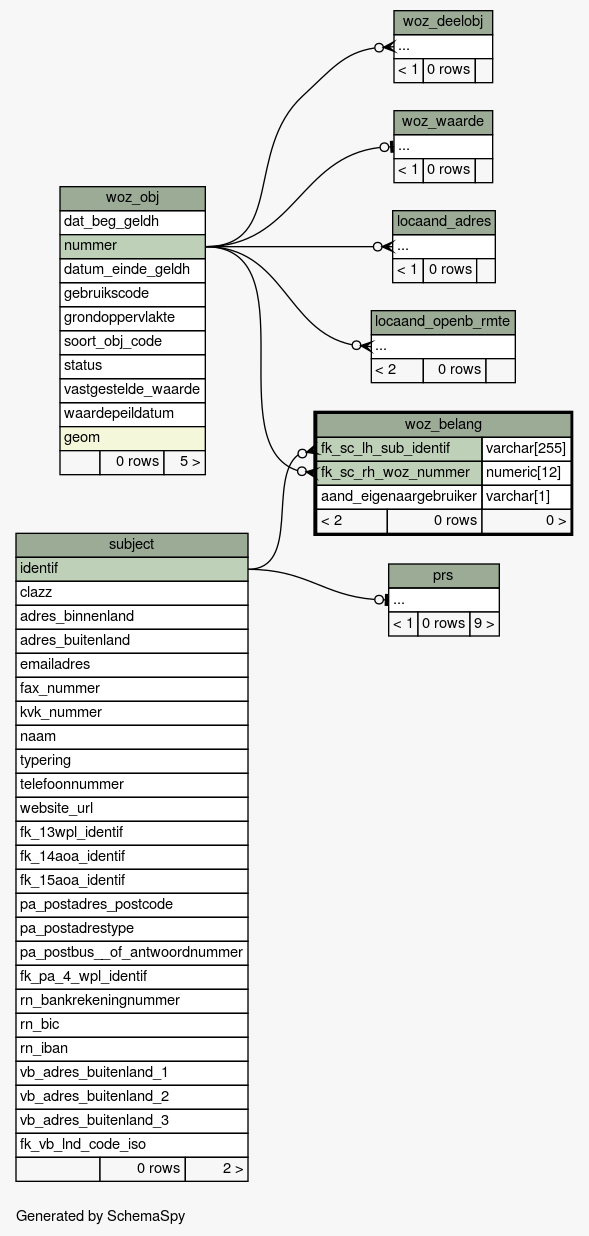 woz_deelobj
...
< 1 0 rows
woz_waarde
...
< 1 0 rows
woz_obj
dat_beg_geldh
nummer
datum_einde_geldh
gebruikscode
grondoppervlakte
soort_obj_code
status
vastgestelde_waarde
waardepeildatum
geom
0 rows 5 >
locaand_adres
...
< 1 0 rows
locaand_openb_rmte
...
< 2 0 rows
woz_belang
fk_sc_lh_sub_identif varchar[255]
fk_sc_rh_woz_nummer numeric[12]
aand_eigenaargebruiker varchar[1]
< 2 0 rows 0 >
subject
identif
clazz
adres_binnenland
adres_buitenland
emailadres
fax_nummer
kvk_nummer
naam
typering
telefoonnummer
website_url
fk_13wpl_identif
fk_14aoa_identif
fk_15aoa_identif
pa_postadres_postcode
pa_postadrestype
pa_postbus__of_antwoordnummer
fk_pa_4_wpl_identif
rn_bankrekeningnummer
rn_bic
rn_iban
vb_adres_buitenland_1
vb_adres_buitenland_2
vb_adres_buitenland_3
fk_vb_lnd_code_iso
0 rows 2 >
prs
...
< 1 0 rows 9 >
Generated by SchemaSpy